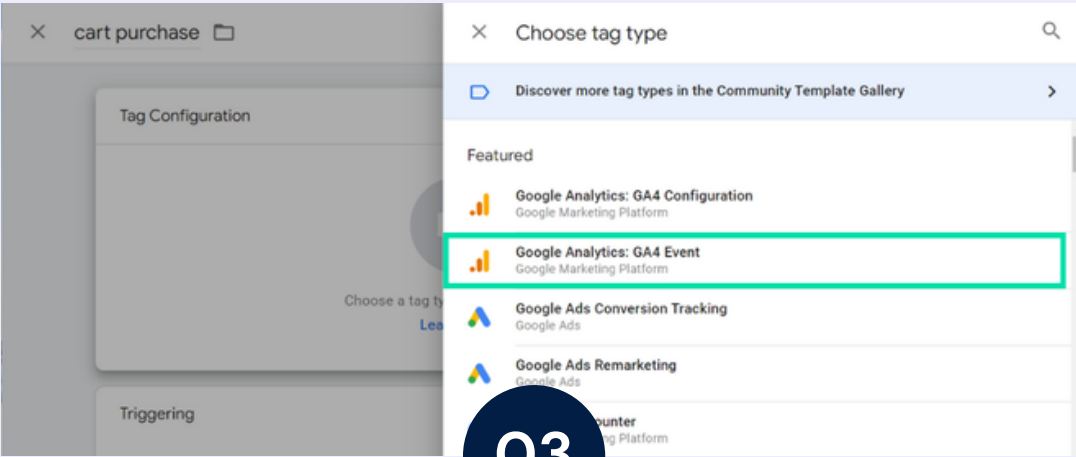 cart purchase
Tag Configuration
Choose a tag ty
Lea
Triggering
Choose tag type
Discover more tag types in the Community Template Gallery
Featured
Google Analytics: GA4 Configuration
Google Marketing Platform
Google Analytics: GA4 Event
Google Marketing Platform
Google Ads Conversion Tracking
Google Ads
Google Ads Remarketing
Google Ads
ounter
ng Platform
03